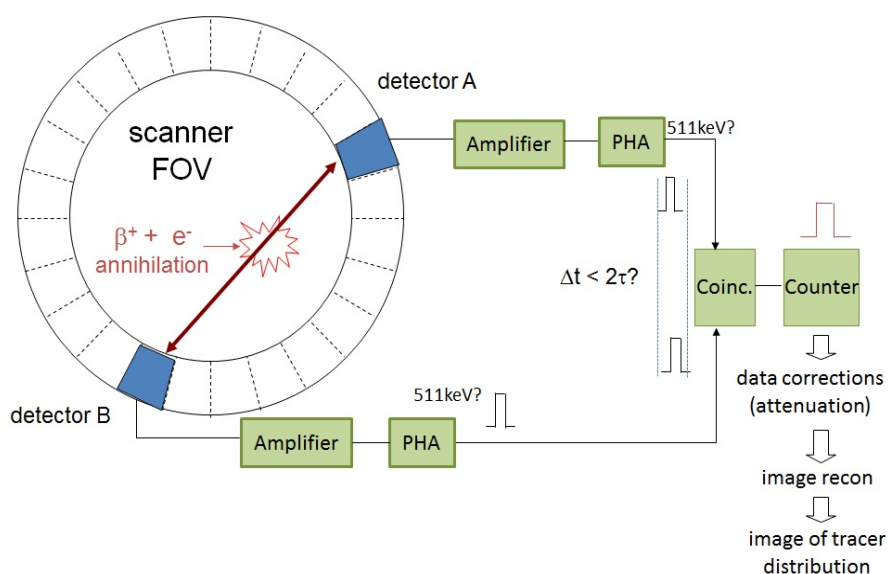 detector A
scanner
FOV
β+ + e-
annihilation
detector B
Amplifier
PHA
511keV?
Amplifier
PHA
511keV?
Δt < 2τ?
Coinc.
Counter
data corrections
(attenuation)
image recon
image of tracer
distribution